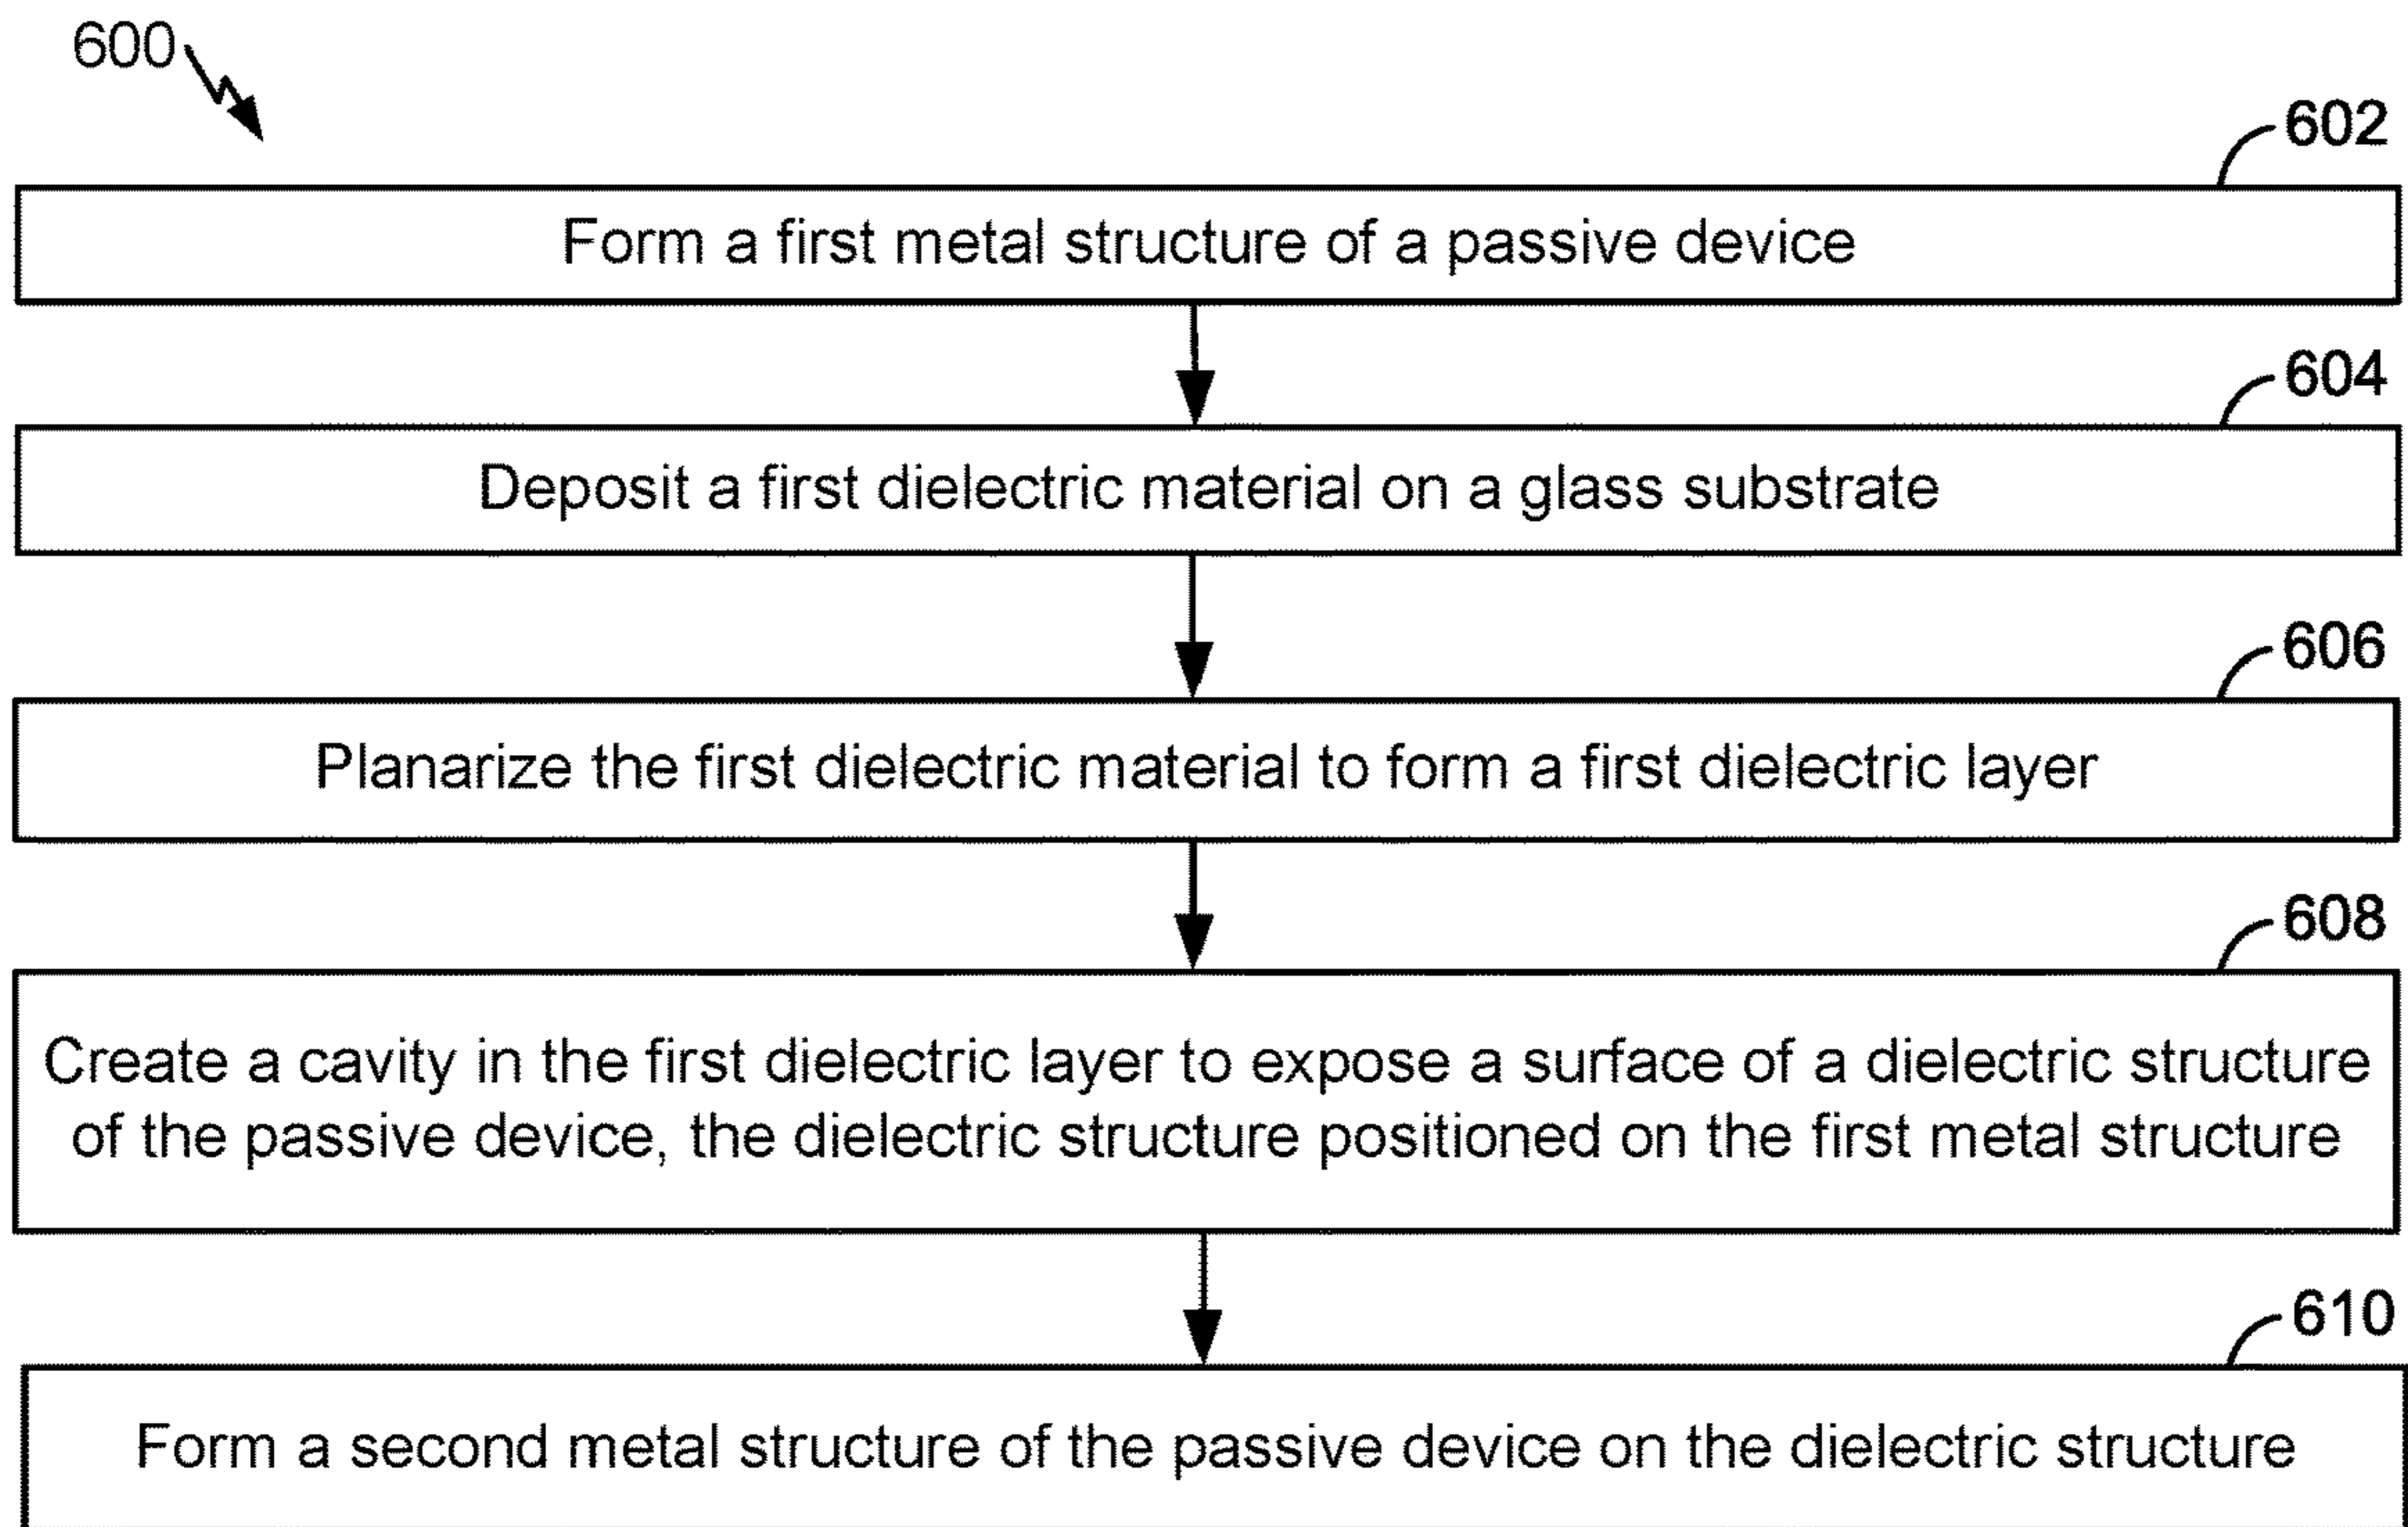 600
602
Form a first metal structure of a passive device
604
Deposit a first dielectric material on a glass substrate
606
Planarize the first dielectric material to form a first dielectric layer
608
Create a cavity in the first dielectric layer to expose a surface of a dielectric structure
of the passive device, the dielectric structure positioned on the first metal structure
610
Form a second metal structure of the passive device on the dielectric structure